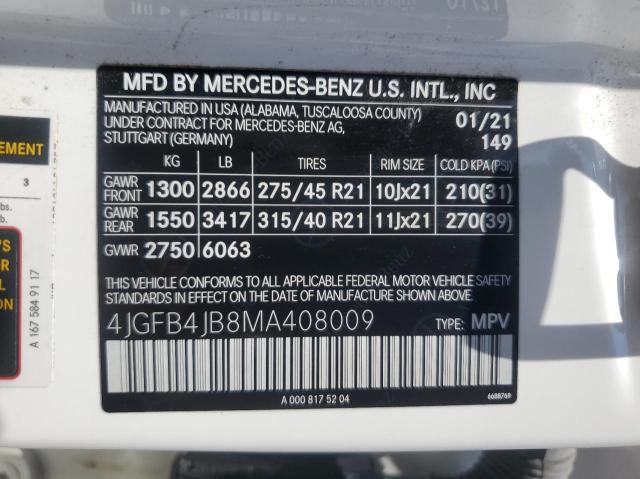 01/21
MFD BY MERCEDES-BENZ U.S. INTL., INC
MANUFACTURED IN USA (ALABAMA, TUSCALOOSA COUNTY) 01/21
UNDER CONTRACT FOR MERCEDES-BENZ AG,
STUTTGART (GERMANY) 149
KG LB TIRES RIM SIZE COLD KPA (PSI)
GAWR FRONT 1300 2866 275/45 R21 10Jx21 210(31)
GAWR REAR 1550 3417 315/40 R21 11Jx21 270(39)
GVWR 2750 6063
THIS VEHICLE CONFORMS TO ALL APPLICABLE FEDERAL MOTOR VEHICLE SAFETY
STANDARDS IN EFFECT ON THE DATE OF MANUFACTURE SHOWN ABOVE.
4JGFB4JB8MA408009 TYPE: MPV
A 000 817 52 04 6688769
3
lbs.
A 167 584 91 17